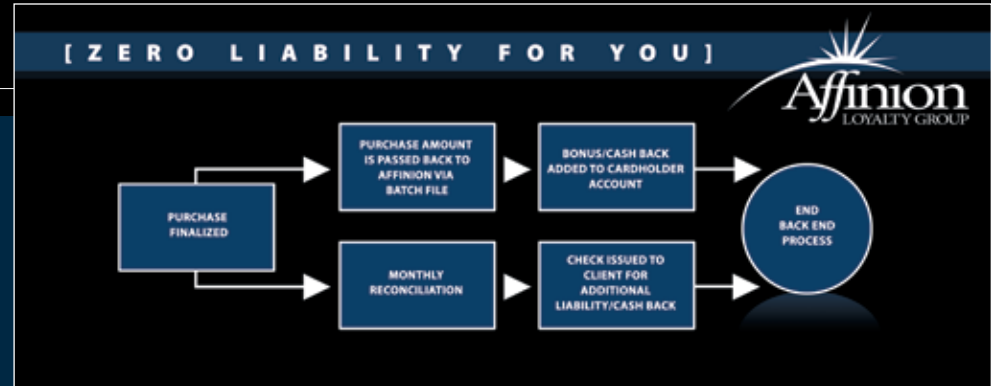 [ZERO LIABILITY FOR YOU]
Affinion
LOYALTY GROUP
PURCHASE
FINALIZED
PURCHASE AMOUNT
IS PASSED BACK TO
AFFINION VIA
BATCH FILE
BONUS/CASH BACK
ADDED TO CARDHOLDER
ACCOUNT
MONTHLY
RECONCILIATION
CHECK ISSUED TO
CLIENT FOR
ADDITIONAL
LIABILITY/CASH BACK
END
BACK END
PROCESS